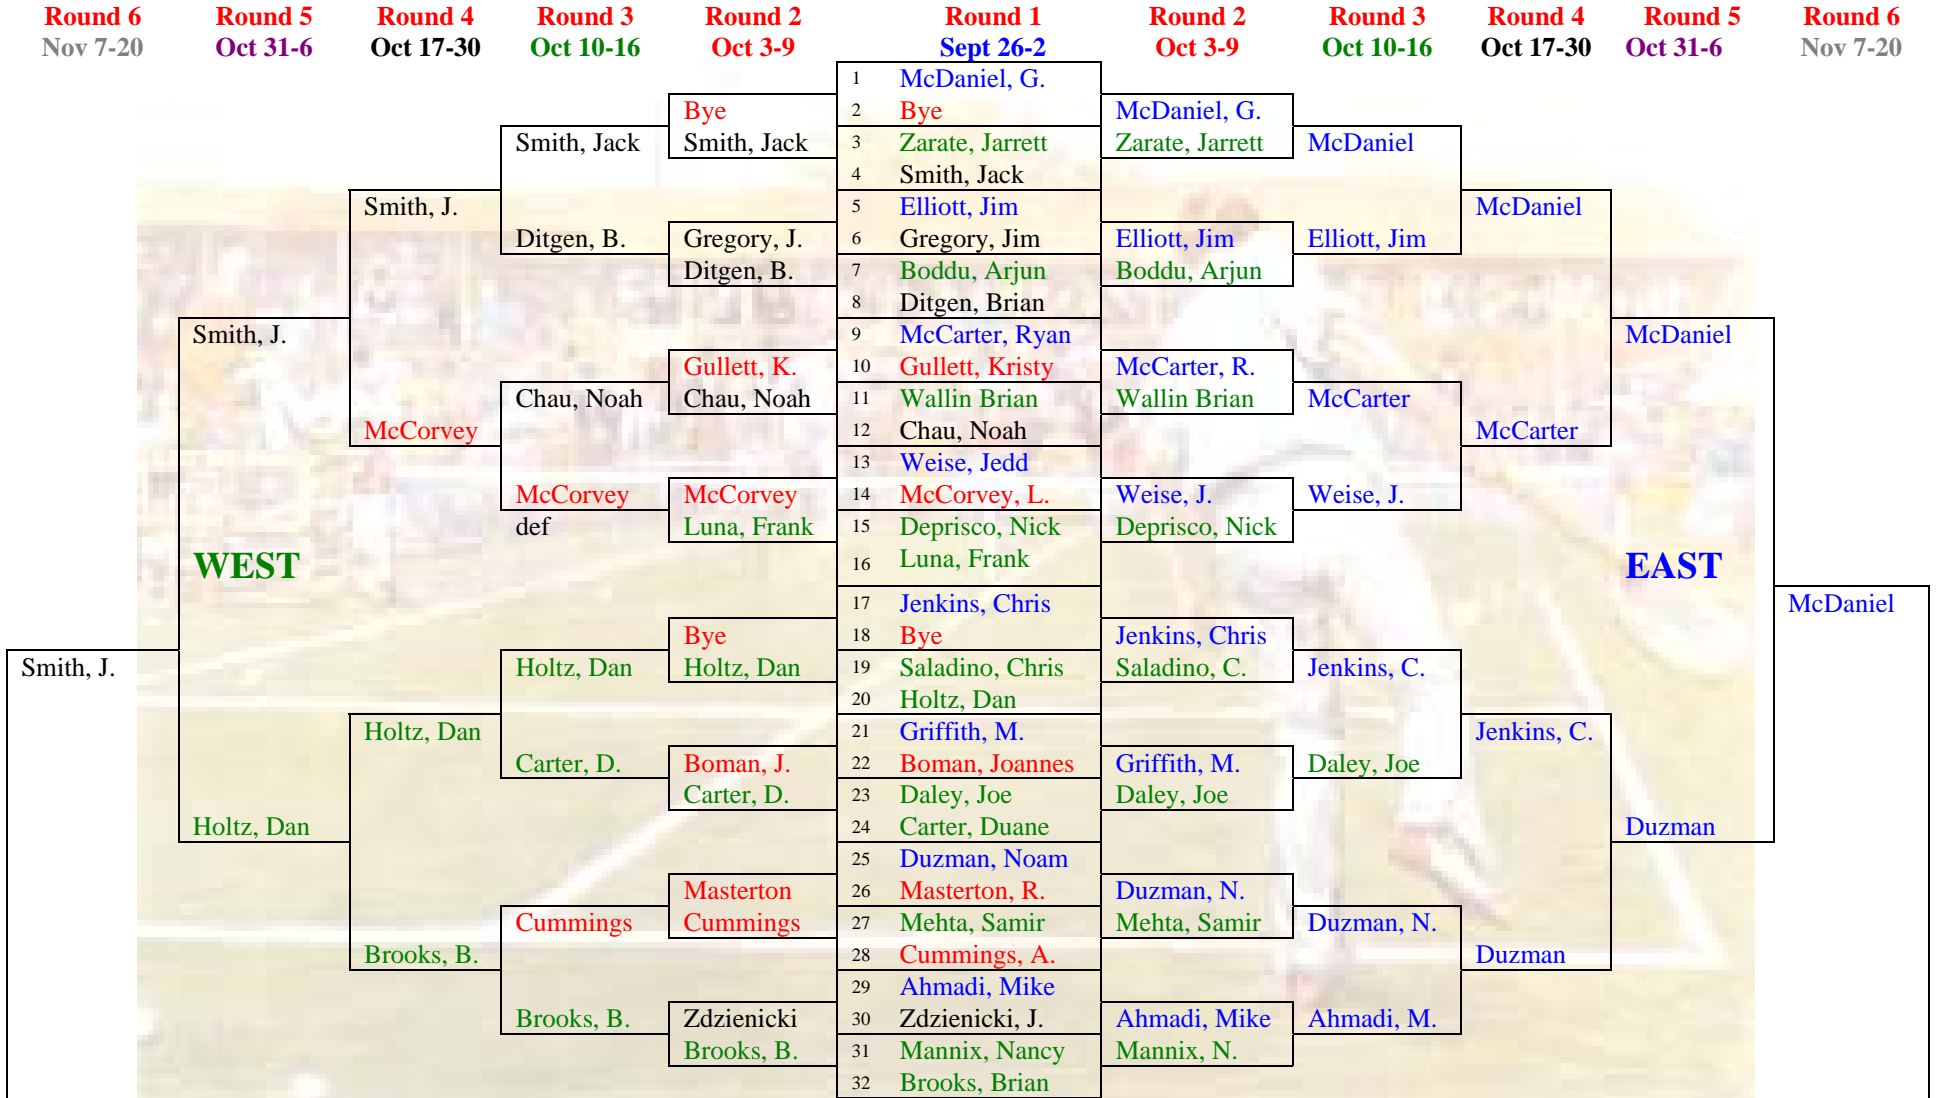 Round 6 Round 5 Round 4 Round 3 Round 2 Round 1 Round 2 Round 3 Round 4 Round 5 Round 6
Nov 7-20 Oct 31-6 Oct 17-30 Oct 10-16 Oct 3-9 Sept 26-2 Oct 3-9 Oct 10-16 Oct 17-30 Oct 31-6 Nov 7-20
1 McDaniel, G.
Bye 2 Bye McDaniel, G.
Smith, Jack Smith, Jack 3 Zarate, Jarrett Zarate, Jarrett McDaniel
4 Smith, Jack
Smith, J. 5 Elliott, Jim McDaniel
Ditgen, B. Gregory, J. 6 Gregory, Jim Elliott, Jim Elliott, Jim
Ditgen, B. 7 Boddu, Arjun Boddu, Arjun
8 Ditgen, Brian
Smith, J. 9 McCarter, Ryan McDaniel
Gullett, K. 10 Gullett, Kristy McCarter, R.
Chau, Noah Chau, Noah 11 Wallin Brian Wallin Brian McCarter
McCorvey 12 Chau, Noah McCarter
13 Weise, Jedd
McCorvey McCorvey 14 McCorvey, L. Weise, J. Weise, J.
def Luna, Frank 15 Deprisco, Nick Deprisco, Nick
WEST 16 Luna, Frank EAST
17 Jenkins, Chris McDaniel
Bye 18 Bye Jenkins, Chris
Smith, J. Holtz, Dan Holtz, Dan 19 Saladino, Chris Saladino, C. Jenkins, C.
20 Holtz, Dan
Holtz, Dan 21 Griffith, M. Jenkins, C.
Carter, D. Boman, J. 22 Boman, Joannes Griffith, M. Daley, Joe
Carter, D. 23 Daley, Joe Daley, Joe
Holtz, Dan 24 Carter, Duane Duzman
25 Duzman, Noam
Masterton 26 Masterton, R. Duzman, N.
Cummings Cummings 27 Mehta, Samir Mehta, Samir Duzman, N.
Brooks, B. 28 Cummings, A. Duzman
29 Ahmadi, Mike
Brooks, B. Zdzienicki 30 Zdzienicki, J. Ahmadi, Mike Ahmadi, M.
Brooks, B. 31 Mannix, Nancy Mannix, N.
32 Brooks, Brian